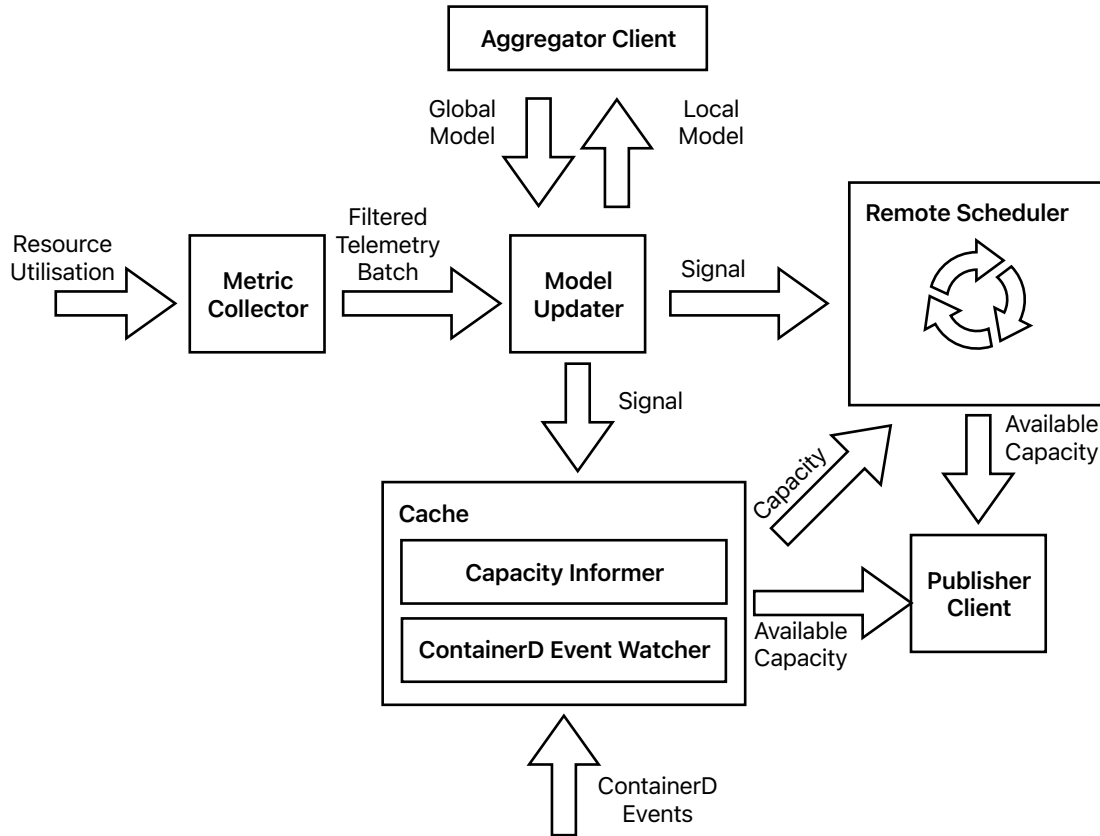 Aggregator Client
Global
Model
Local
Model
Remote Scheduler
Resource
Utilisation
Metric
Collector
Filtered
Telemetry
Batch
Model
Updater
Signal
Signal
Available
Capacity
Capacity
Cache
Capacity Informer
ContainerD Event Watcher
Available
Capacity
Publisher
Client
ContainerD
Events